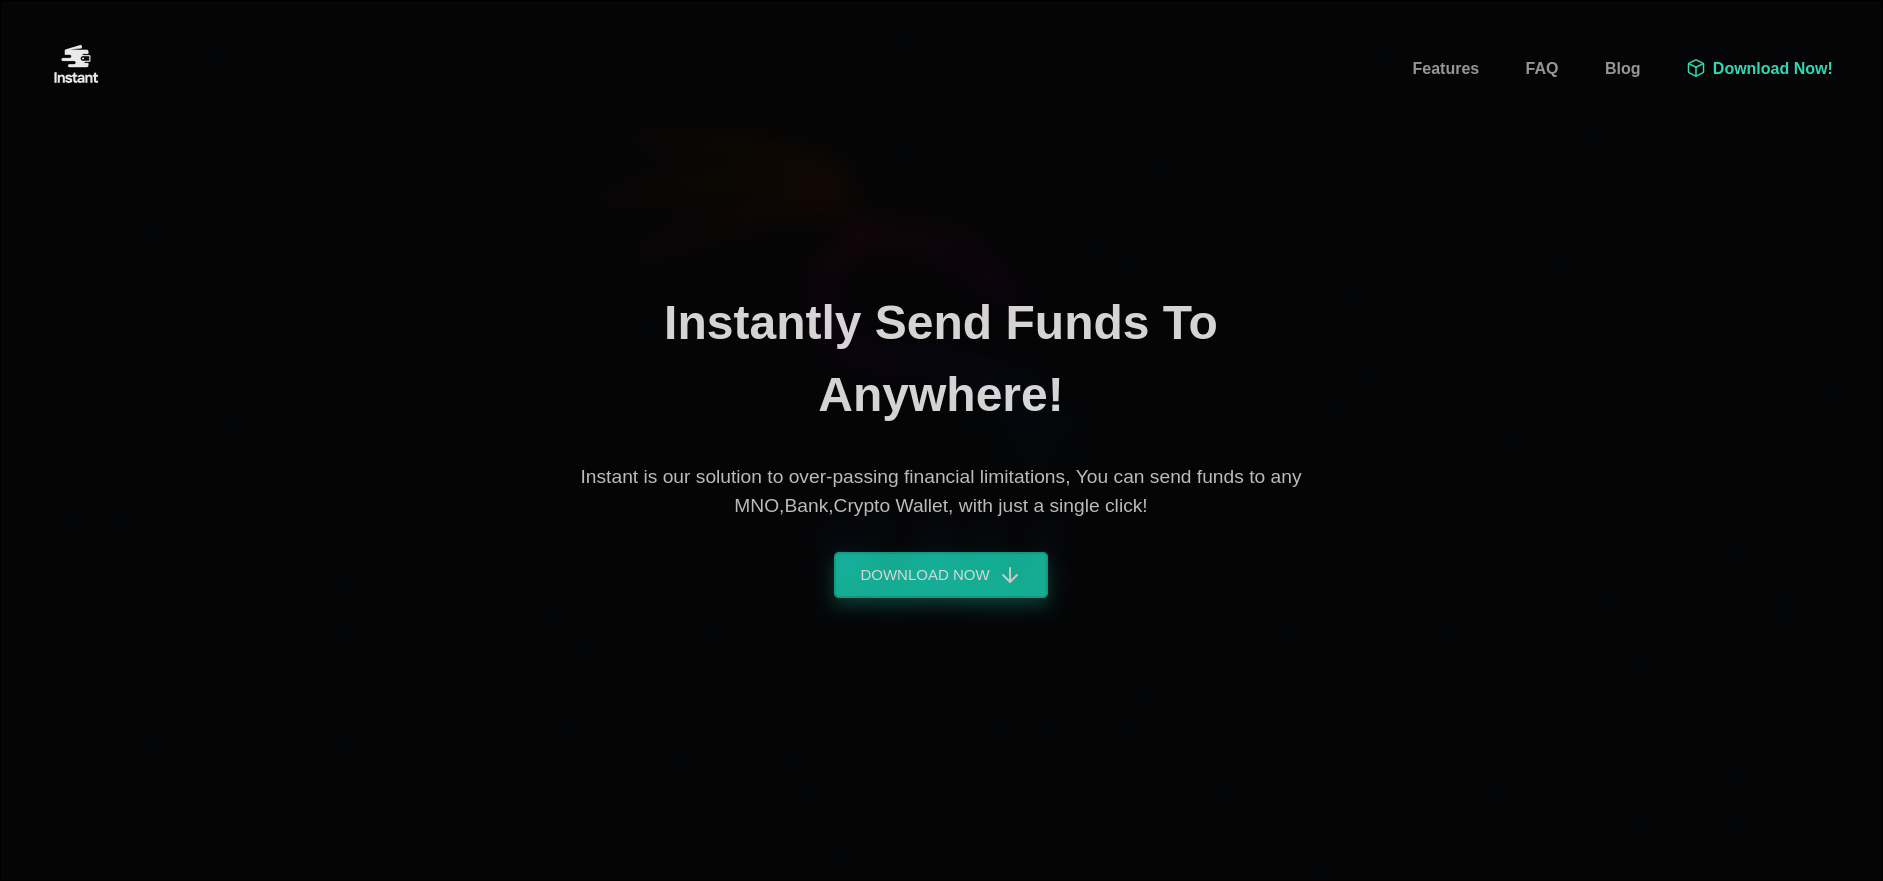 Instant
Features
FAQ
Blog
Download Now!
Instantly Send Funds To
Anywhere!
Instant is our solution to over-passing financial limitations, You can send funds to any
MNO,Bank,Crypto Wallet, with just a single click!
DOWNLOAD NOW